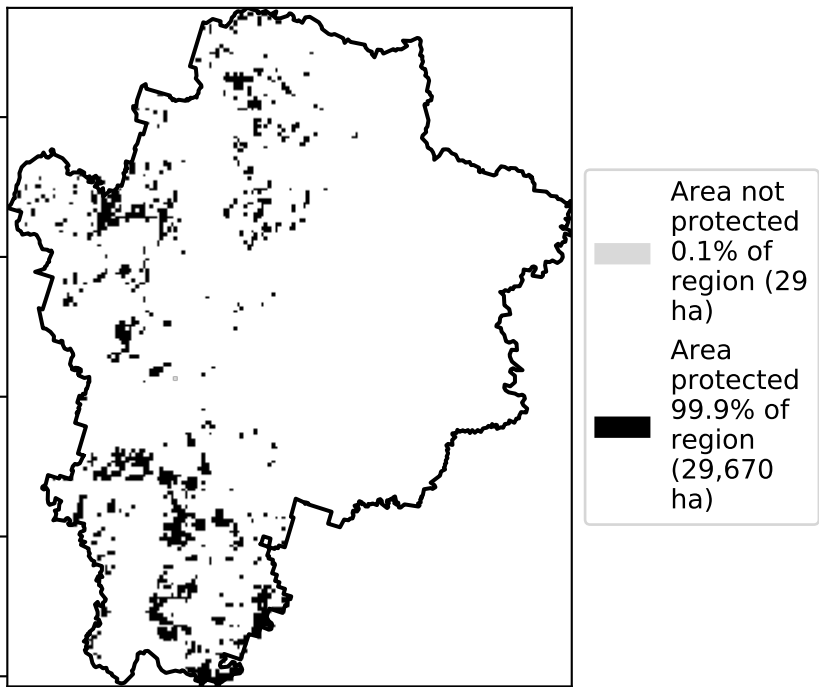 Area not
protected
0.1% of
region (29
ha)
Area
protected
99.9% of
region
(29,670
ha)